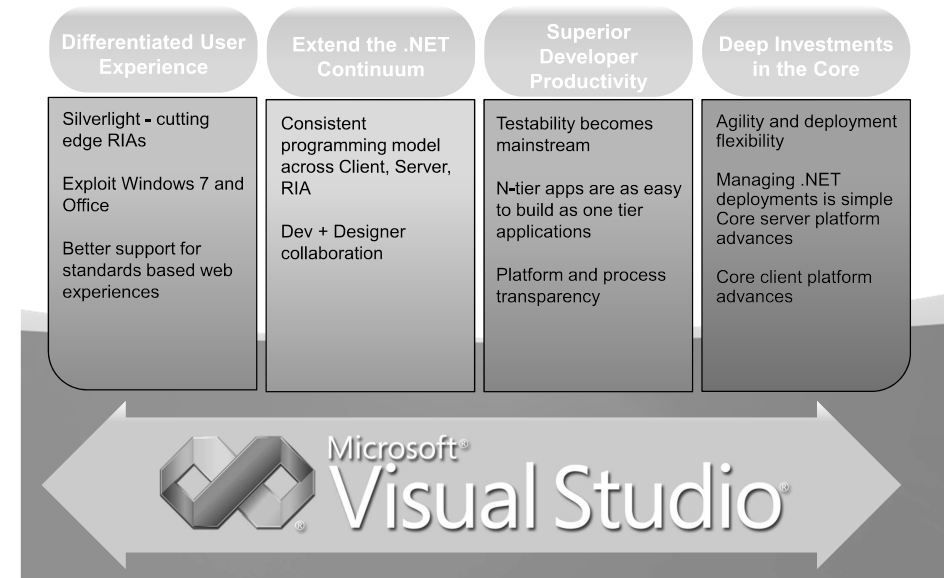 Differentiated User
Experience
Silverlight - cutting
edge RIAs
Exploit Windows 7 and
Office
Better support for
standards based web
experiences
Extend the .NET
Continuum
Consistent
programming model
across Client, Server,
RIA
Dev + Designer
collaboration
Superior
Developer
Productivity
Testability becomes
mainstream
N-tier apps are as easy
to build as one tier
applications
Platform and process
transparency
Deep Investments
in the Core
Agility and deployment
flexibility
Managing .NET
deployments is simple
Core server platform
advances
Core client platform
advances
Microsoft®
Visual Studio®
®